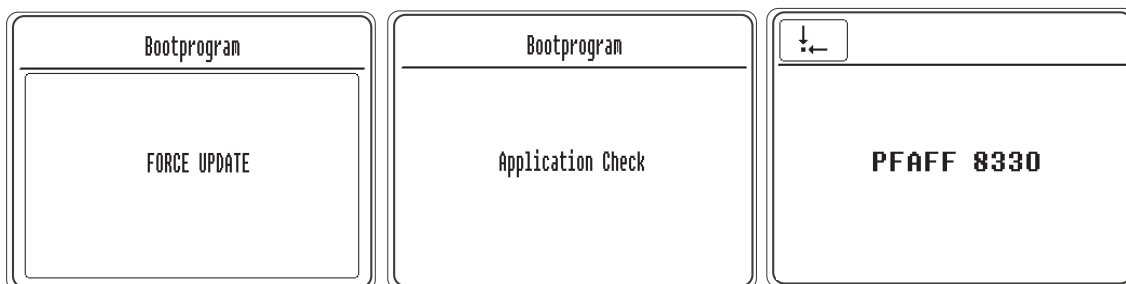 Bootprogram
FORCE UPDATE
Bootprogram
Application Check
PFAFF 8330